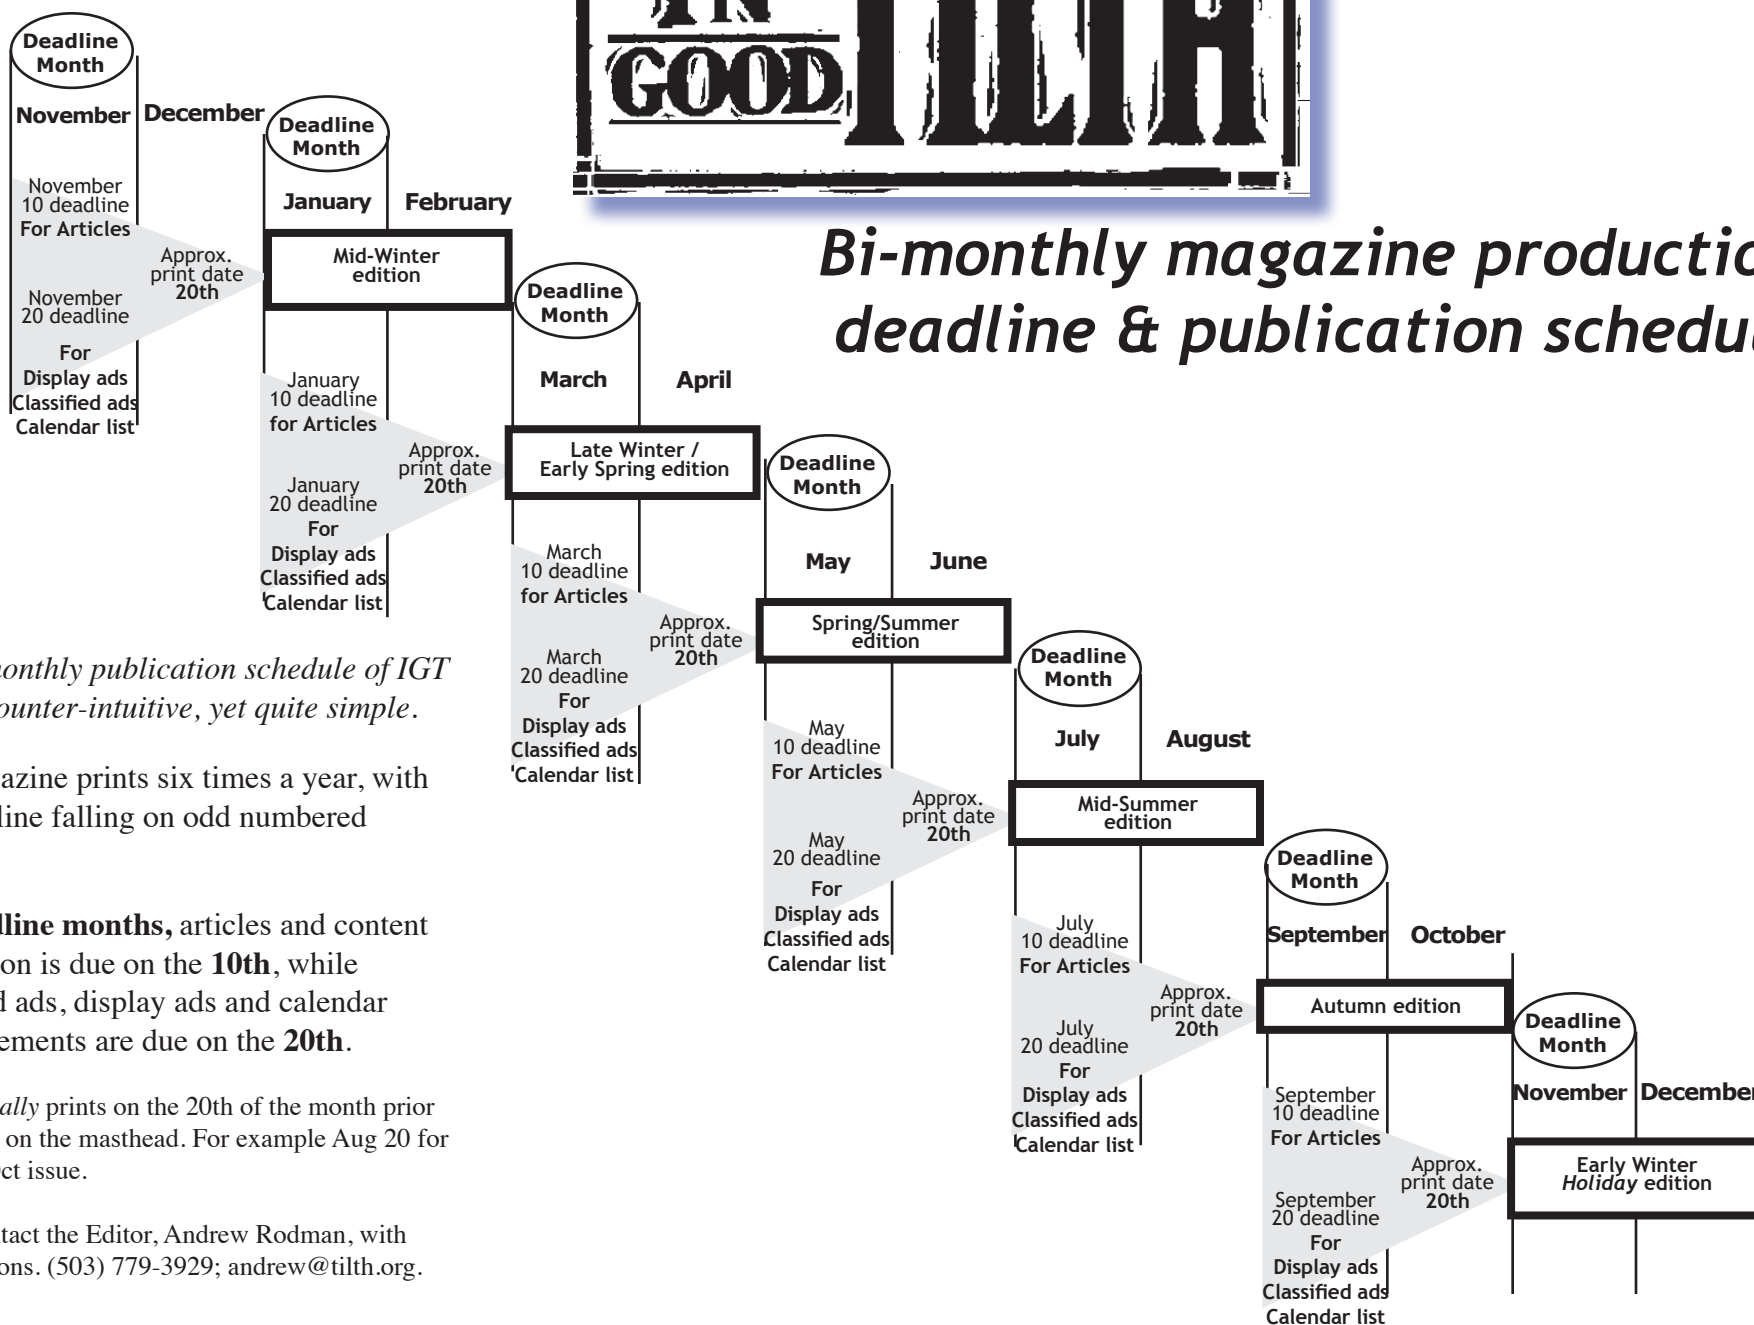 IN
GOOD
TILTH
Bi-monthly magazine productio
deadline & publication schedul
Deadline
Month
November
December
November
10 deadline
For Articles
November
20 deadline
For
Display ads
Classified ads
Calendar list
Approx.
print date
20th
Deadline
Month
January
February
Mid-Winter
edition
January
10 deadline
for Articles
January
20 deadline
For
Display ads
Classified ads
Calendar list
Approx.
print date
20th
Deadline
Month
March
April
Late Winter /
Early Spring edition
March
10 deadline
for Articles
March
20 deadline
For
Display ads
Classified ads
Calendar list
Approx.
print date
20th
Deadline
Month
May
June
Spring/Summer
edition
May
10 deadline
For Articles
May
20 deadline
For
Display ads
Classified ads
Calendar list
Approx.
print date
20th
Deadline
Month
July
August
Mid-Summer
edition
July
10 deadline
For Articles
July
20 deadline
For
Display ads
Classified ads
Calendar list
Approx.
print date
20th
Deadline
Month
September
October
Autumn edition
September
10 deadline
For Articles
September
20 deadline
For
Display ads
Classified ads
Calendar list
Approx.
print date
20th
Deadline
Month
November
December
Early Winter
Holiday edition
onthly publication schedule of IGT
ounter-intuitive, yet quite simple.
azine prints six times a year, with
line falling on odd numbered
lline months, articles and content
on is due on the 10th, while
d ads, display ads and calendar
ements are due on the 20th.
ally prints on the 20th of the month prior
on the masthead. For example Aug 20 for
ct issue.
tact the Editor, Andrew Rodman, with
ons. (503) 779-3929; andrew@tilth.org.